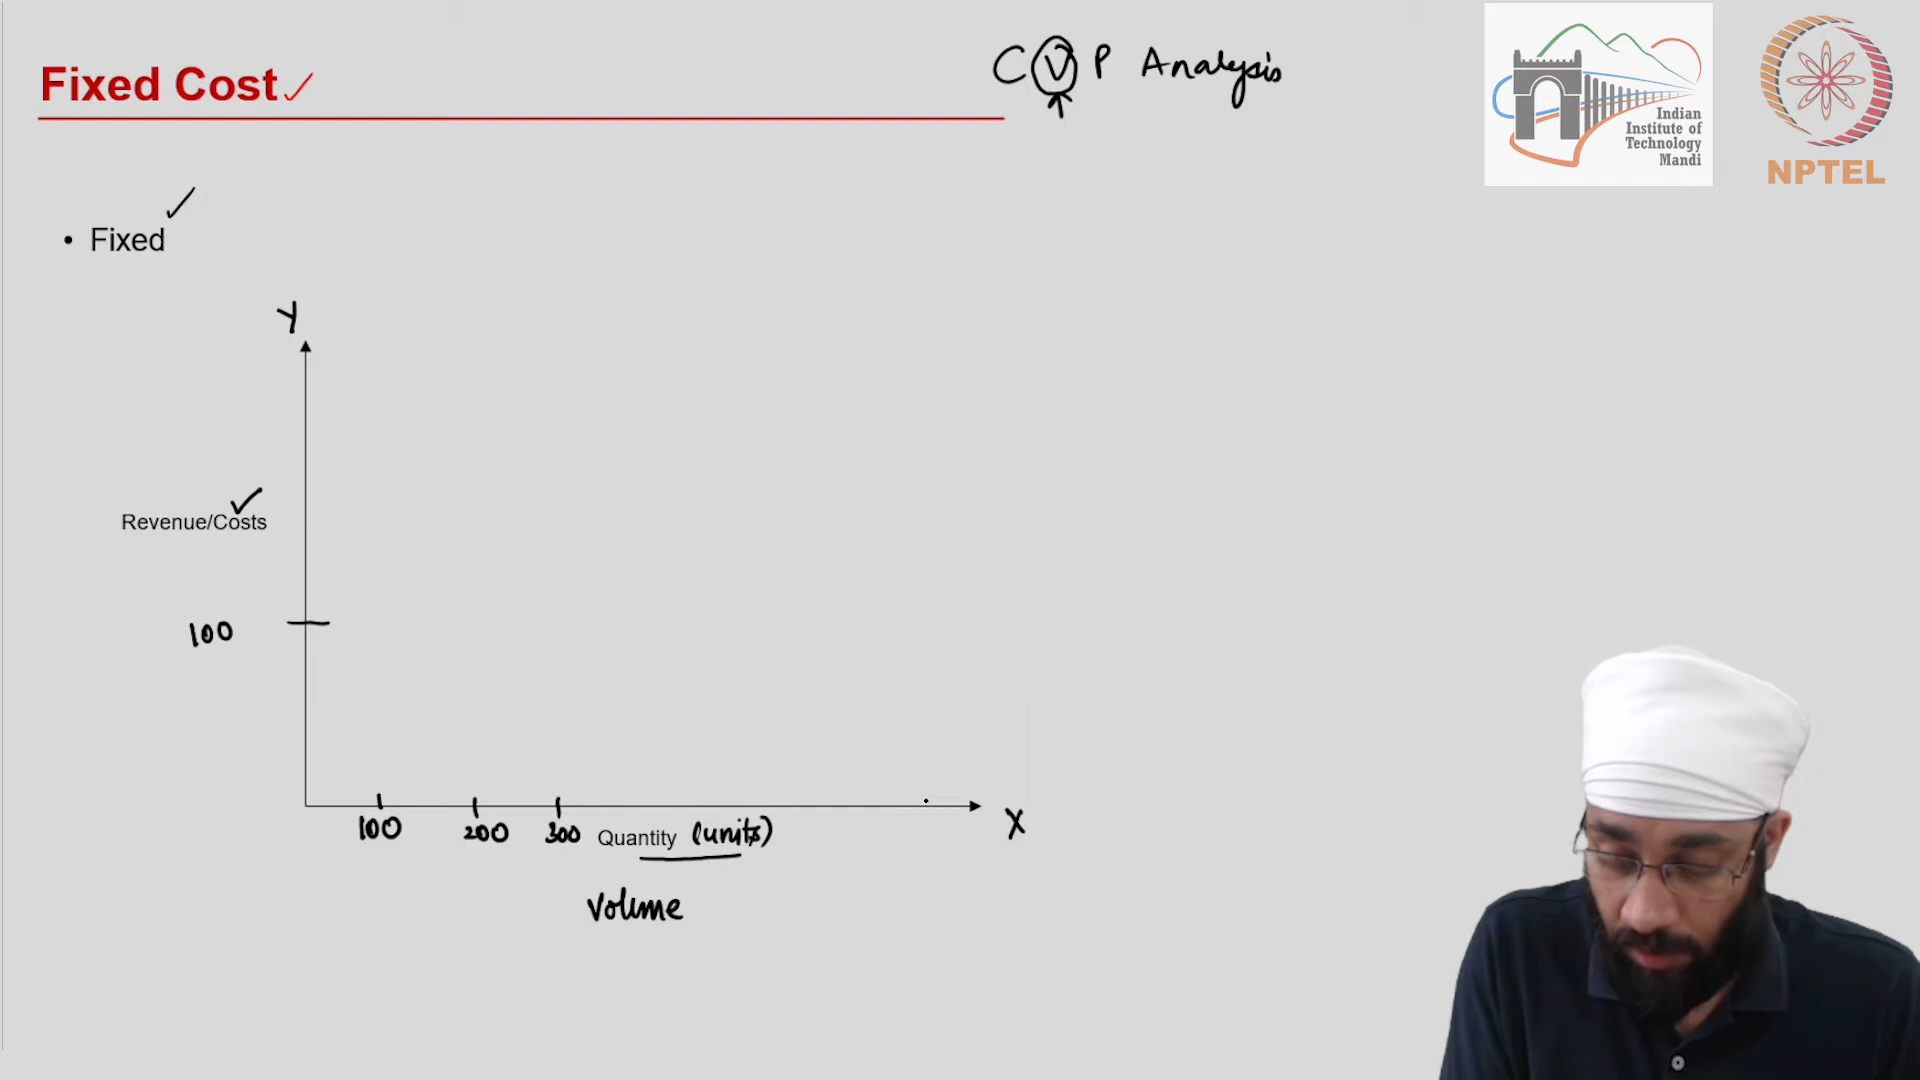 Fixed Cost
C V P Analysis
Indian
Institute of
Technology
Mandi
NPTEL
• Fixed
Y
Revenue/Costs
100
100 200 300 Quantity (units)
X
Volume